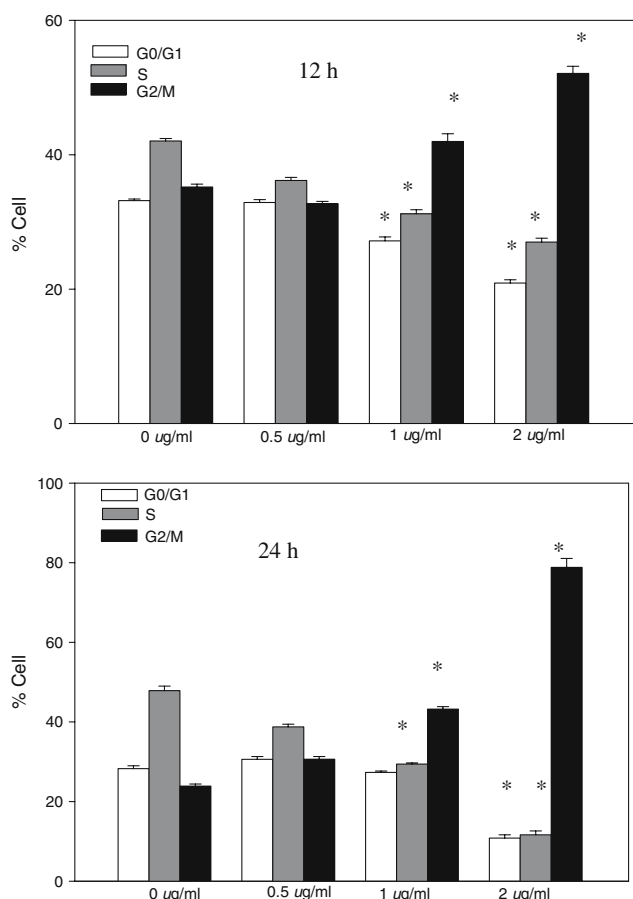 60
G0/G1
S
G2/M
12 h
*
*
40
*
*
*
*
% Cell
20
0
0 ug/ml
0.5 ug/ml
1 ug/ml
2 ug/ml
100
G0/G1
S
G2/M
24 h
*
80
60
*
% Cell
40
*
20
*
*
0
0 ug/ml
0.5 ug/ml
1 ug/ml
2 ug/ml